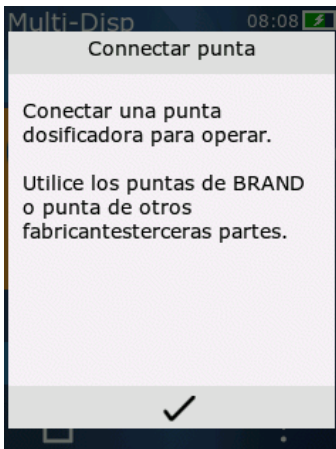 Multi-Disp 08:08
Connectar punta
Conectar una punta
dosificadora para operar.
Utilice los puntas de BRAND
o punta de otros
fabricantesterceras partes.